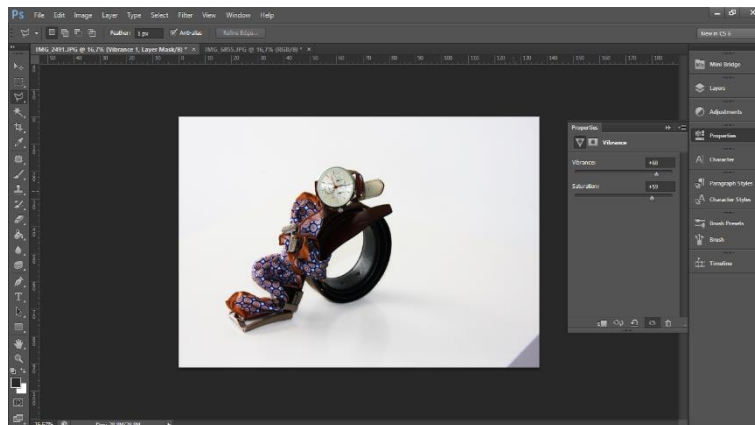 Ps File Edit Image Layer Type Select Filter View Window Help
Feather: 1 px Anti-alias Refine Edge...
New in CS6
IMG_2491.JPG @ 16,7% (Vibrance 1, Layer Mask/8) * × IMG_6855.JPG @ 16,7% (RGB/8) * ×
Mini Bridge
Layers
Adjustments
Properties
Character
Paragraph Styles
Character Styles
Brush Presets
Brush
Timeline
Properties
Vibrance
Vibrance: +60
Saturation: +59
16,67%